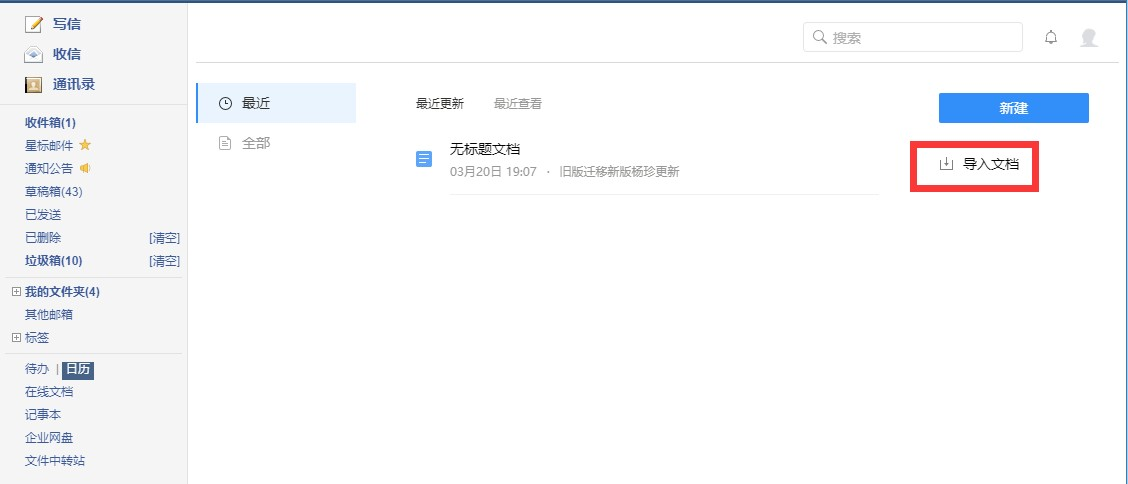 写信
收信
通讯录
收件箱(1)
星标邮件
通知公告
草稿箱(43)
已发送
已删除 [清空]
垃圾箱(10) [清空]
我的文件夹(4)
其他邮箱
标签
待办 | 日历
在线文档
记事本
企业网盘
文件中转站
搜索
最近
全部
最近更新 最近查看
新建
无标题文档
03月20日 19:07 · 旧版迁移新版杨珍更新
导入文档